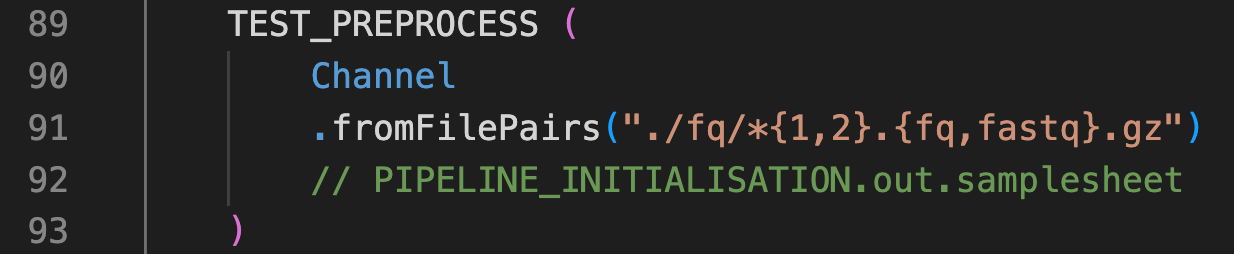 89 TEST_PREPROCESS (
90 Channel
91 .fromFilePairs("./fq/*{1,2}.{fq,fastq}.gz")
92 // PIPELINE_INITIALISATION.out.samplesheet
93 )